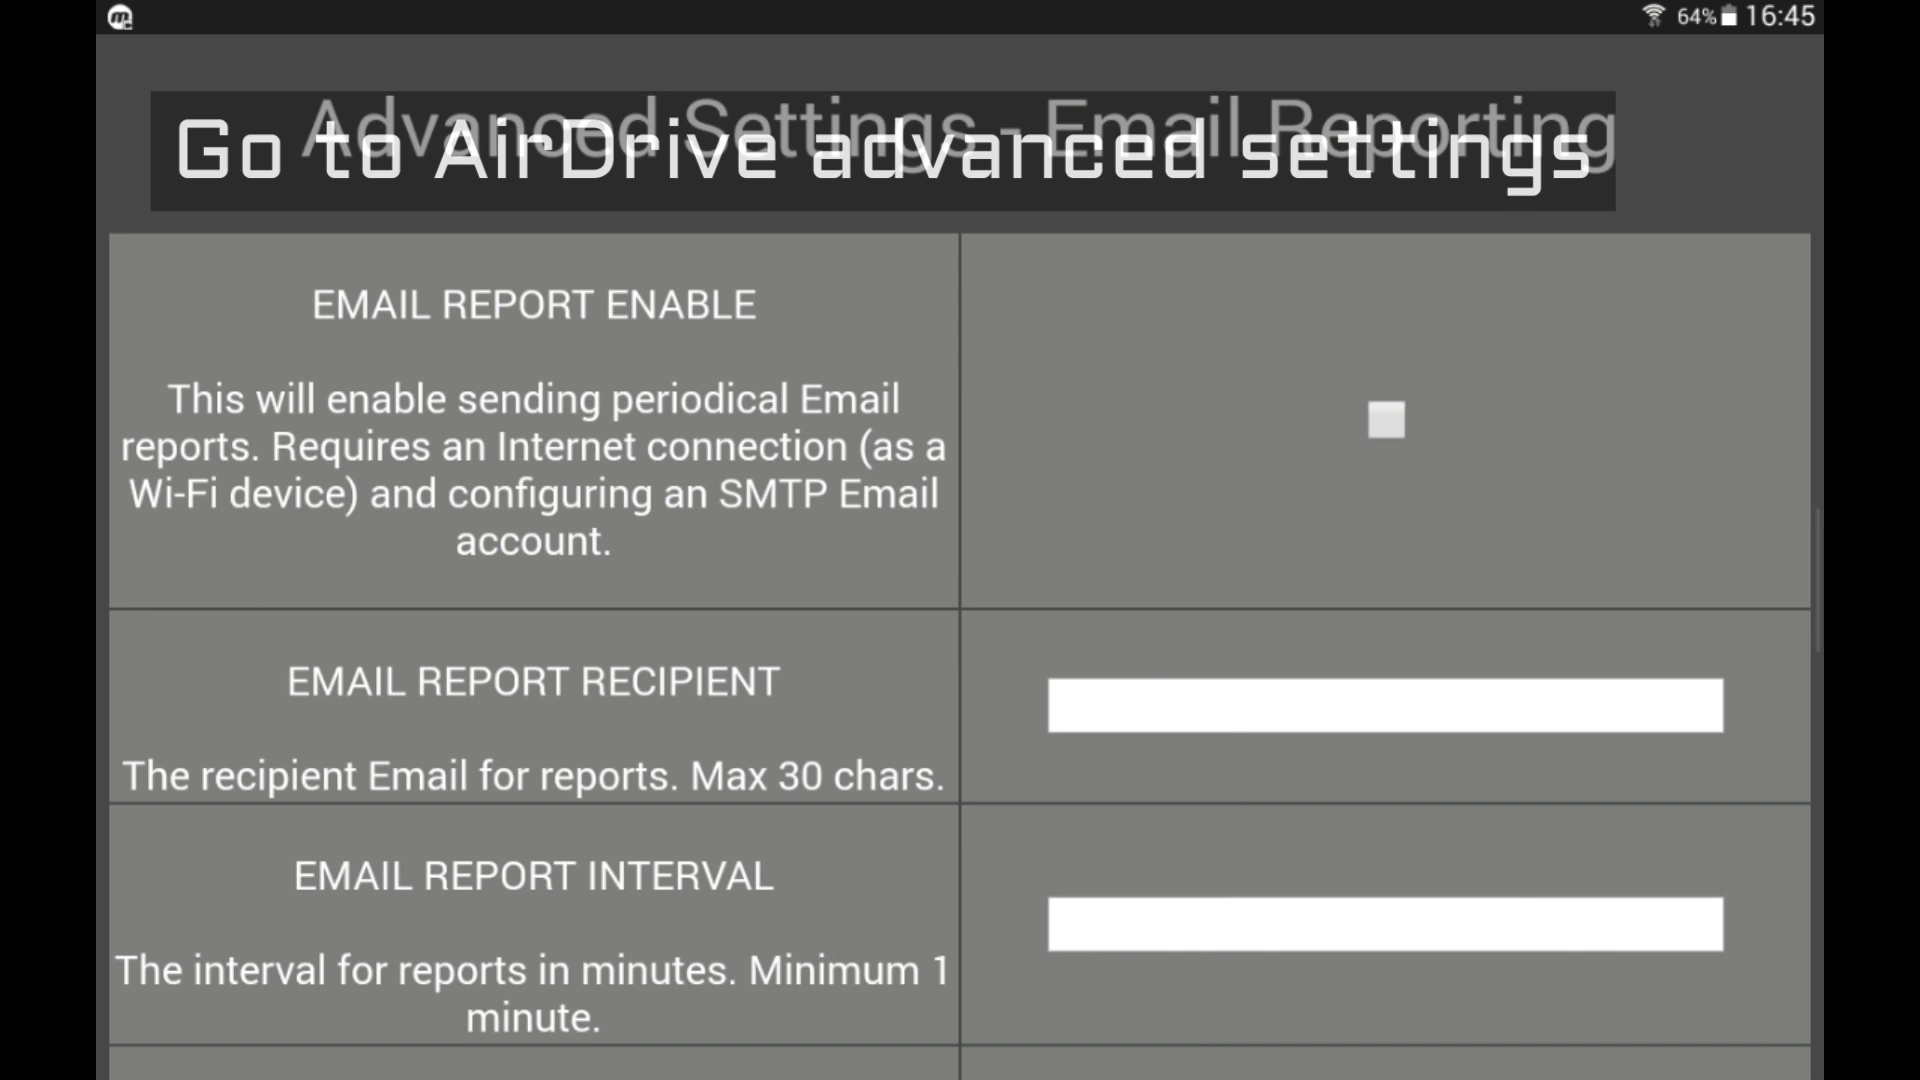 64% 16:45
Advanced Settings - Email Reporting
Go to AirDrive advanced settings
EMAIL REPORT ENABLE
This will enable sending periodical Email
reports. Requires an Internet connection (as a
Wi-Fi device) and configuring an SMTP Email
account.
EMAIL REPORT RECIPIENT
The recipient Email for reports. Max 30 chars.
EMAIL REPORT INTERVAL
The interval for reports in minutes. Minimum 1
minute.